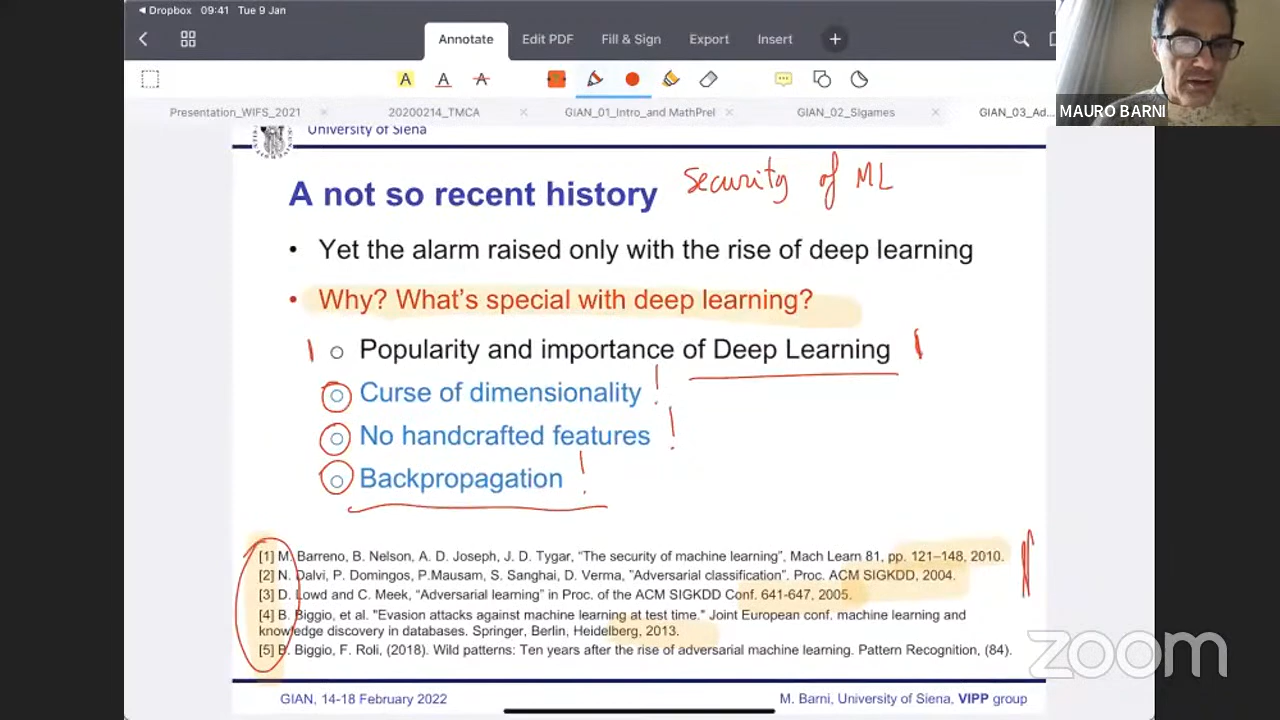 Dropbox 09:41 Tue 9 Jan
Annotate Edit PDF Fill & Sign Export Insert +
A A A
Presentation_WIFS_2021 × 20200214_TMCA × GIAN_01_Intro_and MathPrel × GIAN_02_SIgames × GIAN_03_Ad...
MAURO BARNI
University of Siena
A not so recent history security of ML
• Yet the alarm raised only with the rise of deep learning
• Why? What's special with deep learning?
○ Popularity and importance of Deep Learning
○ Curse of dimensionality !
○ No handcrafted features !
○ Backpropagation !
[1] M. Barreno, B. Nelson, A. D. Joseph, J. D. Tygar, “The security of machine learning”, Mach Learn 81, pp. 121–148, 2010.
[2] N. Dalvi, P. Domingos, P.Mausam, S. Sanghai, D. Verma, ”Adversarial classification”. Proc. ACM SIGKDD, 2004.
[3] D. Lowd and C. Meek, “Adversarial learning” in Proc. of the ACM SIGKDD Conf. 641-647, 2005.
[4] B. Biggio, et al. "Evasion attacks against machine learning at test time." Joint European conf. machine learning and
knowledge discovery in databases. Springer, Berlin, Heidelberg, 2013.
[5] B. Biggio, F. Roli, (2018). Wild patterns: Ten years after the rise of adversarial machine learning. Pattern Recognition, (84).
zoom
GIAN, 14-18 February 2022 M. Barni, University of Siena, VIPP group